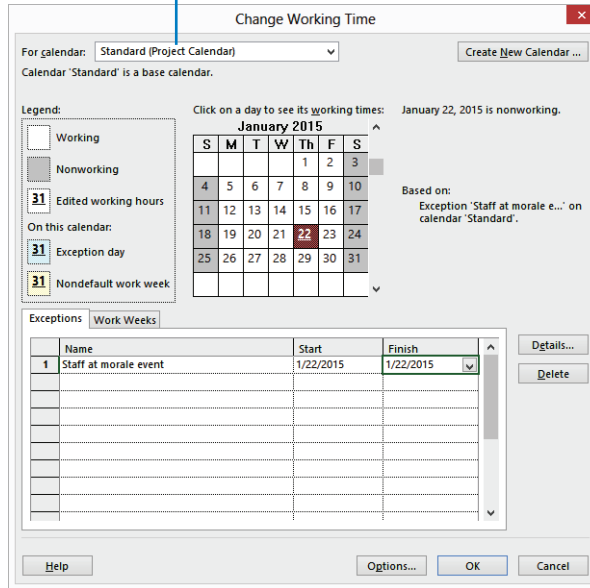 Change Working Time
For calendar: Standard (Project Calendar)
Create New Calendar ...
Calendar 'Standard' is a base calendar.
Legend:
Working
Nonworking
31 Edited working hours
On this calendar:
31 Exception day
31 Nondefault work week
Click on a day to see its working times:
January 2015
S M T W Th F S
1 2 3
4 5 6 7 8 9 10
11 12 13 14 15 16 17
18 19 20 21 22 23 24
25 26 27 28 29 30 31
January 22, 2015 is nonworking.
Based on:
Exception 'Staff at morale e...' on
calendar 'Standard'.
Exceptions Work Weeks
Name Start Finish
1 Staff at morale event 1/22/2015 1/22/2015
Details...
Delete
Help
Options...
OK
Cancel